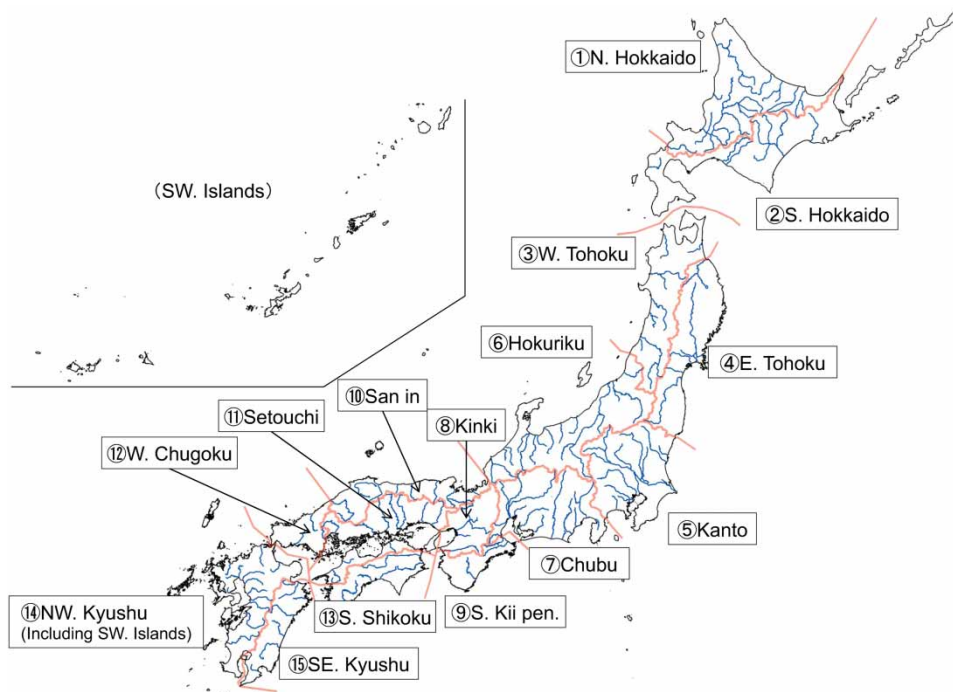 ①N. Hokkaido
(SW. Islands)
②S. Hokkaido
③W. Tohoku
⑥Hokuriku
④E. Tohoku
⑩San in
⑪Setouchi
⑧Kinki
⑫W. Chugoku
⑤Kanto
⑦Chubu
⑭NW. Kyushu
(Including SW. Islands)
⑬S. Shikoku
⑨S. Kii pen.
⑮SE. Kyushu